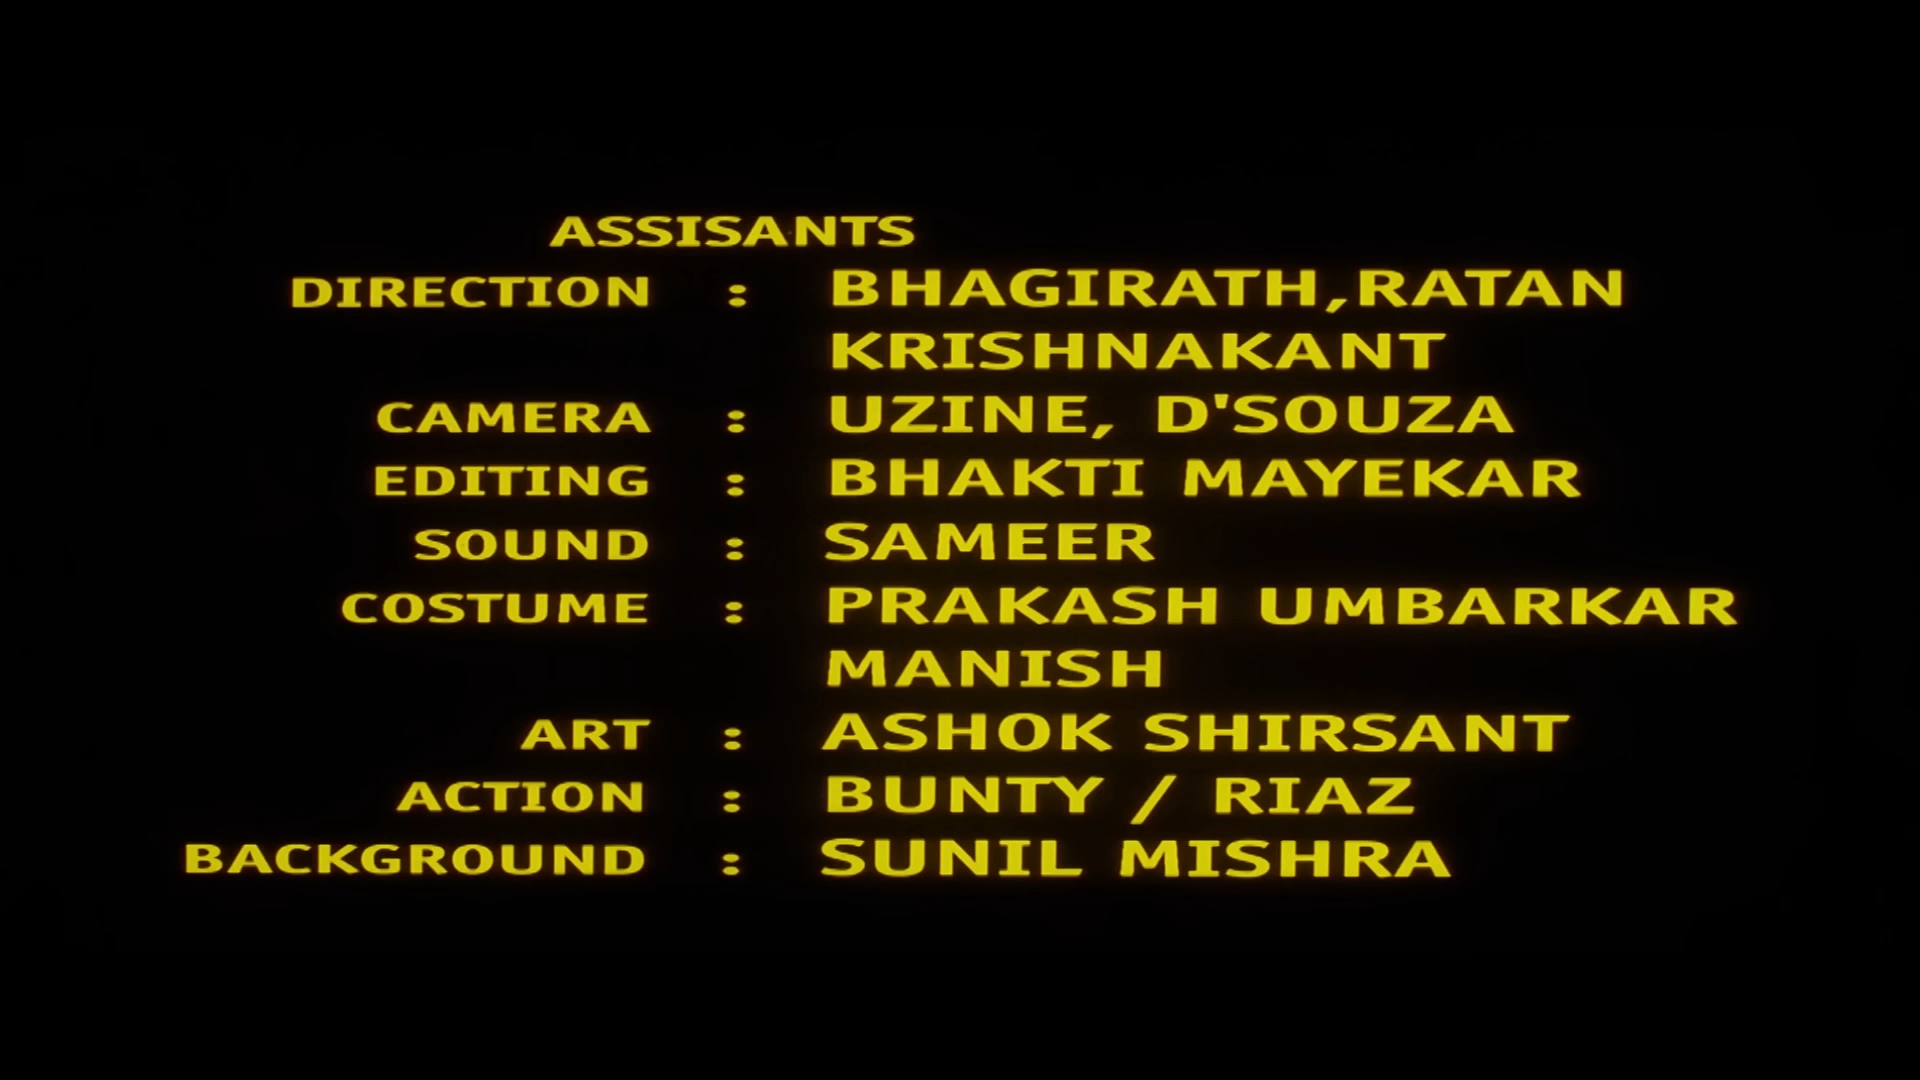 ASSISANTS
DIRECTION : BHAGIRATH,RATAN
KRISHNAKANT
CAMERA : UZINE, D'SOUZA
EDITING : BHAKTI MAYEKAR
SOUND : SAMEER
COSTUME : PRAKASH UMBARKAR
MANISH
ART : ASHOK SHIRSANT
ACTION : BUNTY / RIAZ
BACKGROUND : SUNIL MISHRA